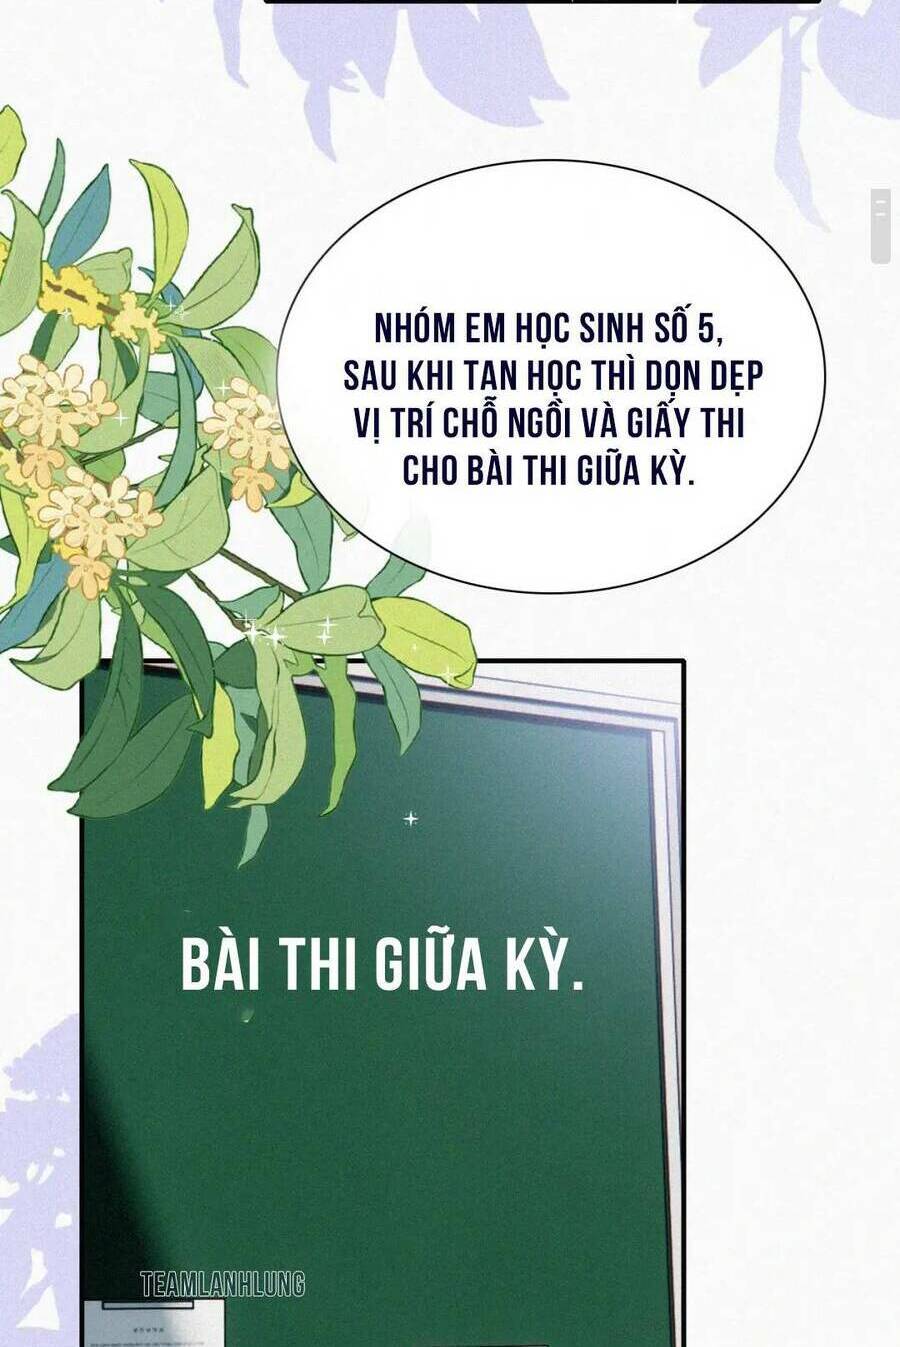 NHÓM EM HỌC SINH SỐ 5,
SAU KHI TAN HỌC THÌ DỌN DẸP
VỊ TRÍ CHỖ NGỒI VÀ GIẤY THI
CHO BÀI THI GIỮA KỲ.
BÀI THI GIỮA KỲ.
TEAMLANHLUNG